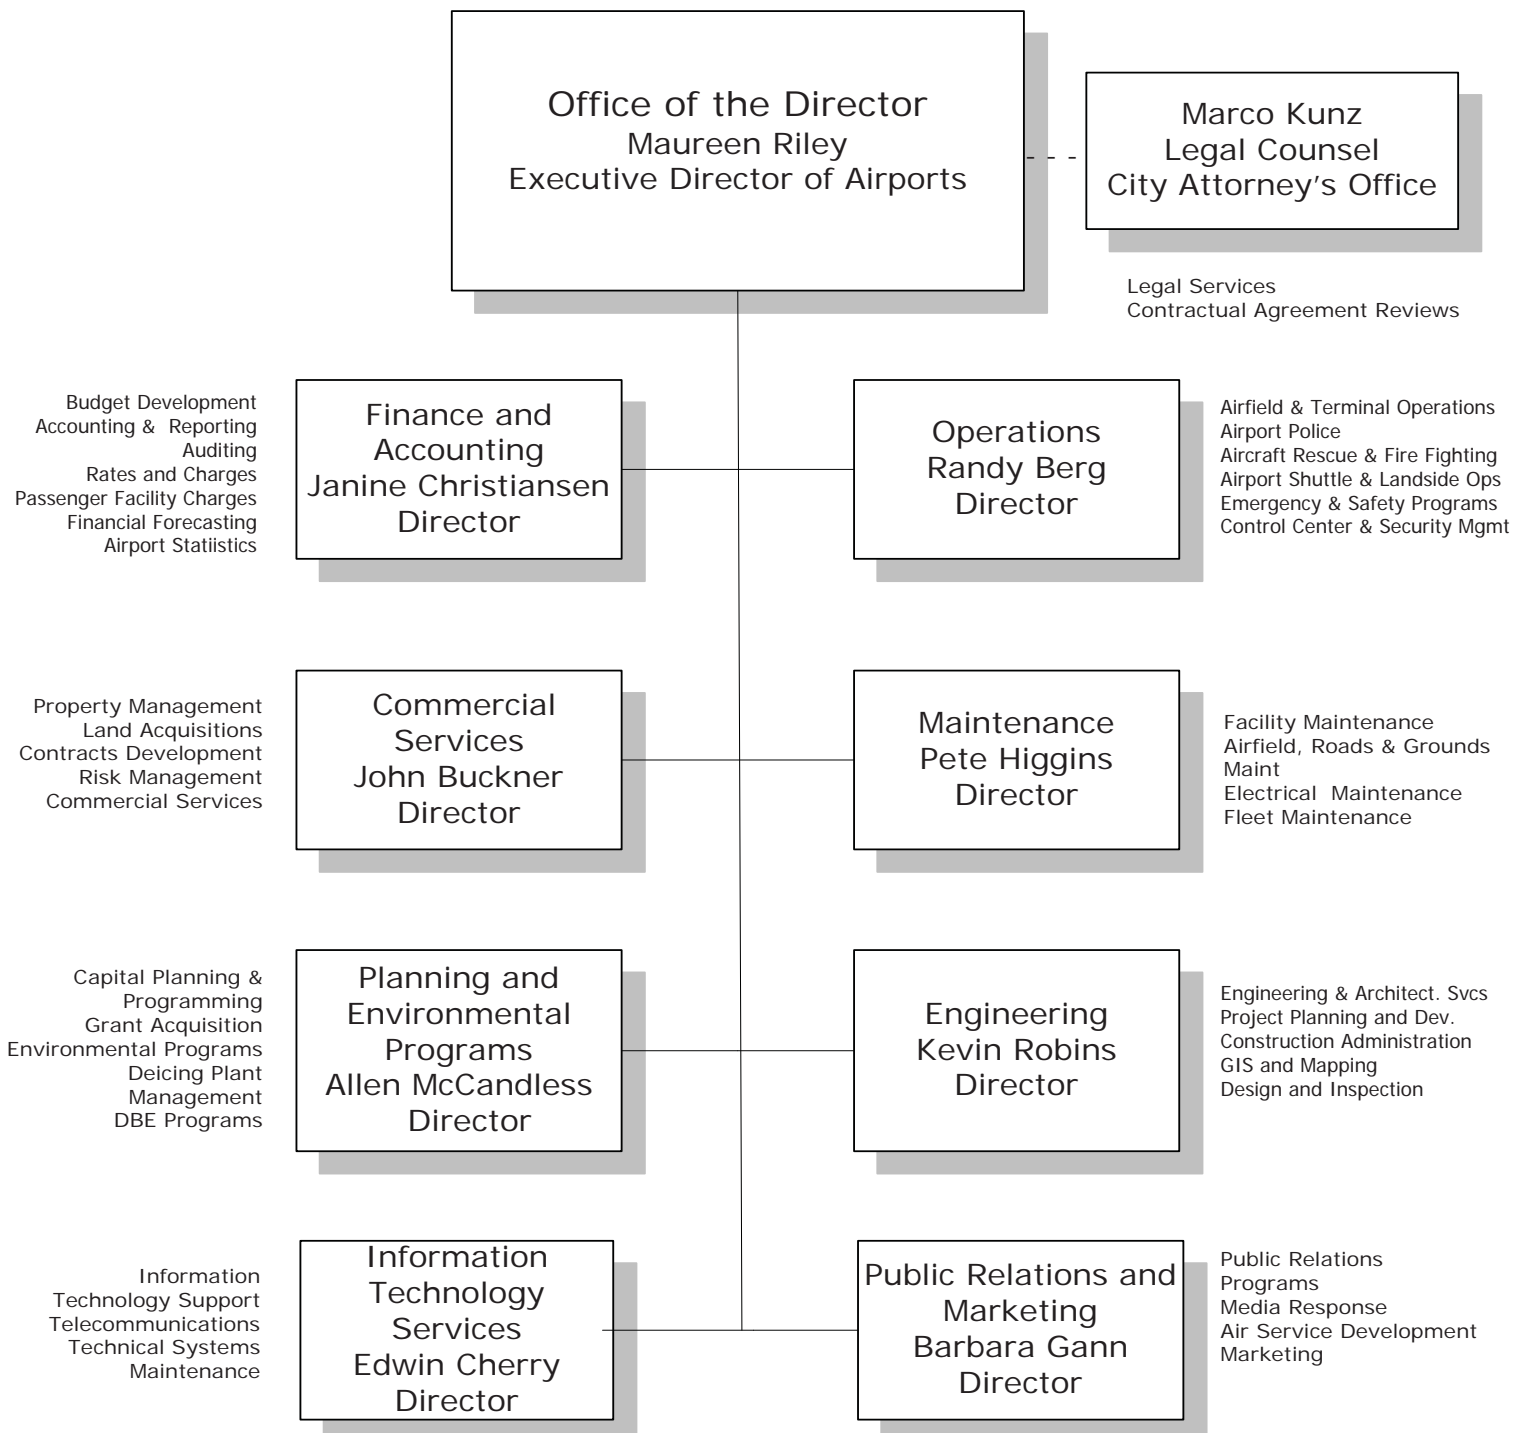 Office of the Director
Maureen Riley
Executive Director of Airports
Marco Kunz
Legal Counsel
City Attorney’s Office
Legal Services
Contractual Agreement Reviews
Budget Development
Accounting & Reporting
Auditing
Rates and Charges
Passenger Facility Charges
Financial Forecasting
Airport Statiistics
Finance and
Accounting
Janine Christiansen
Director
Operations
Randy Berg
Director
Airfield & Terminal Operations
Airport Police
Aircraft Rescue & Fire Fighting
Airport Shuttle & Landside Ops
Emergency & Safety Programs
Control Center & Security Mgmt
Property Management
Land Acquisitions
Contracts Development
Risk Management
Commercial Services
Commercial
Services
John Buckner
Director
Maintenance
Pete Higgins
Director
Facility Maintenance
Airfield, Roads & Grounds
Maint
Electrical Maintenance
Fleet Maintenance
Capital Planning &
Programming
Grant Acquisition
Environmental Programs
Deicing Plant
Management
DBE Programs
Planning and
Environmental
Programs
Allen McCandless
Director
Engineering
Kevin Robins
Director
Engineering & Architect. Svcs
Project Planning and Dev.
Construction Administration
GIS and Mapping
Design and Inspection
Information
Technology Support
Telecommunications
Technical Systems
Maintenance
Information
Technology
Services
Edwin Cherry
Director
Public Relations and
Marketing
Barbara Gann
Director
Public Relations
Programs
Media Response
Air Service Development
Marketing